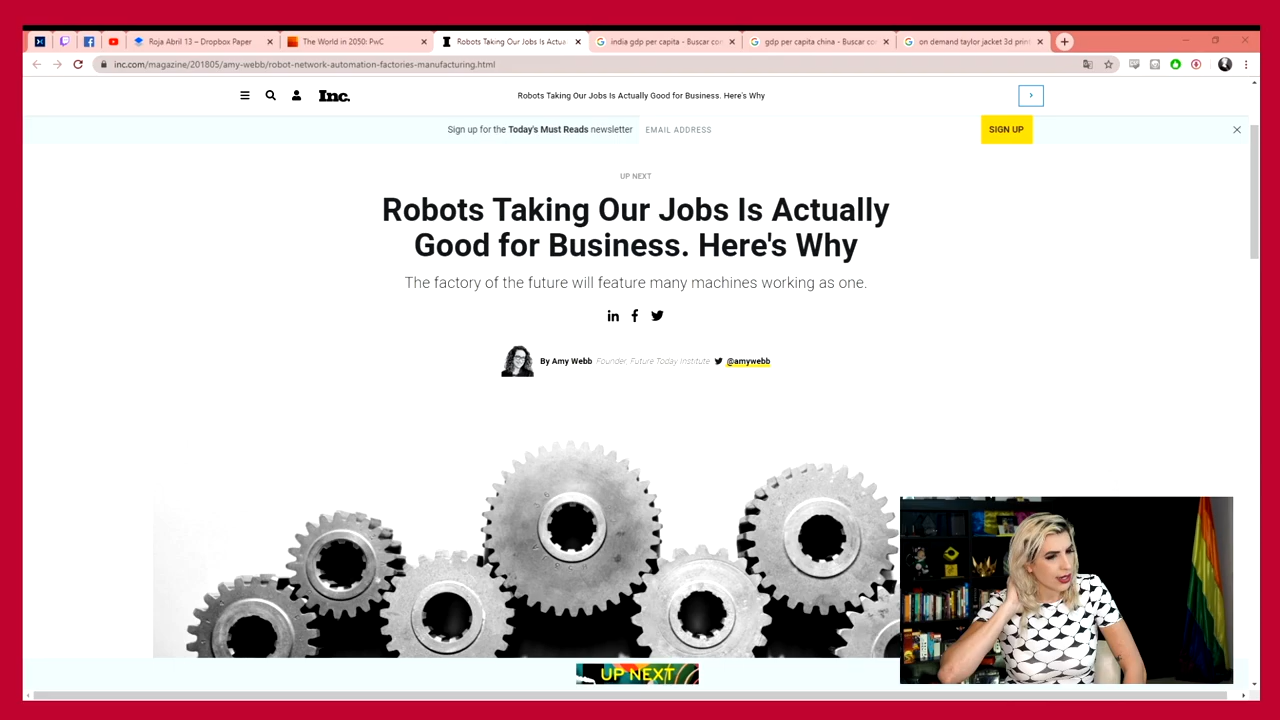 Roja Abril 13 – Dropbox Paper
The World in 2050: PwC
Robots Taking Our Jobs Is Actua
india gdp per capita - Buscar con
gdp per capita china - Buscar co
on demand taylor jacket 3d prin
inc.com/magazine/201805/amy-webb/robot-network-automation-factories-manufacturing.html
Inc.
Robots Taking Our Jobs Is Actually Good for Business. Here's Why
Sign up for the Today's Must Reads newsletter
EMAIL ADDRESS
SIGN UP
UP NEXT
Robots Taking Our Jobs Is Actually
Good for Business. Here's Why
The factory of the future will feature many machines working as one.
By Amy Webb Founder, Future Today Institute @amywebb
UP NEXT